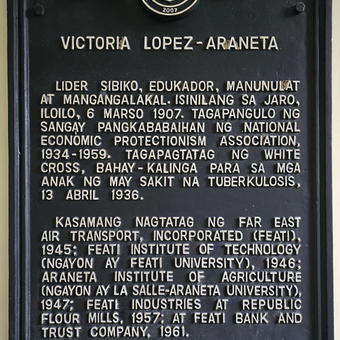 2007
VICTORIA LOPEZ-ARANETA
LIDER SIBIKO, EDUKADOR, MANUNULAT
AT MANGANGALAKAL. ISINILANG SA JARO,
ILOILO, 6 MARSO 1907. TAGAPANGULO NG
SANGAY PANGKABABAIHAN NG NATIONAL
ECONOMIC PROTECTIONISM ASSOCIATION,
1934-1959. TAGAPAGTATAG NG WHITE
CROSS, BAHAY-KALINGA PARA SA MGA
ANAK NG MAY SAKIT NA TUBERKULOSIS,
13 ABRIL 1936.
KASAMANG NAGTATAG NG FAR EAST
AIR TRANSPORT, INCORPORATED (FEATI),
1945; FEATI INSTITUTE OF TECHNOLOGY
(NGAYON AY FEATI UNIVERSITY), 1946;
ARANETA INSTITUTE OF AGRICULTURE
(NGAYON AY LA SALLE-ARANETA UNIVERSITY),
1947; FEATI INDUSTRIES AT REPUBLIC
FLOUR MILLS, 1957; AT FEATI BANK AND
TRUST COMPANY, 1961.